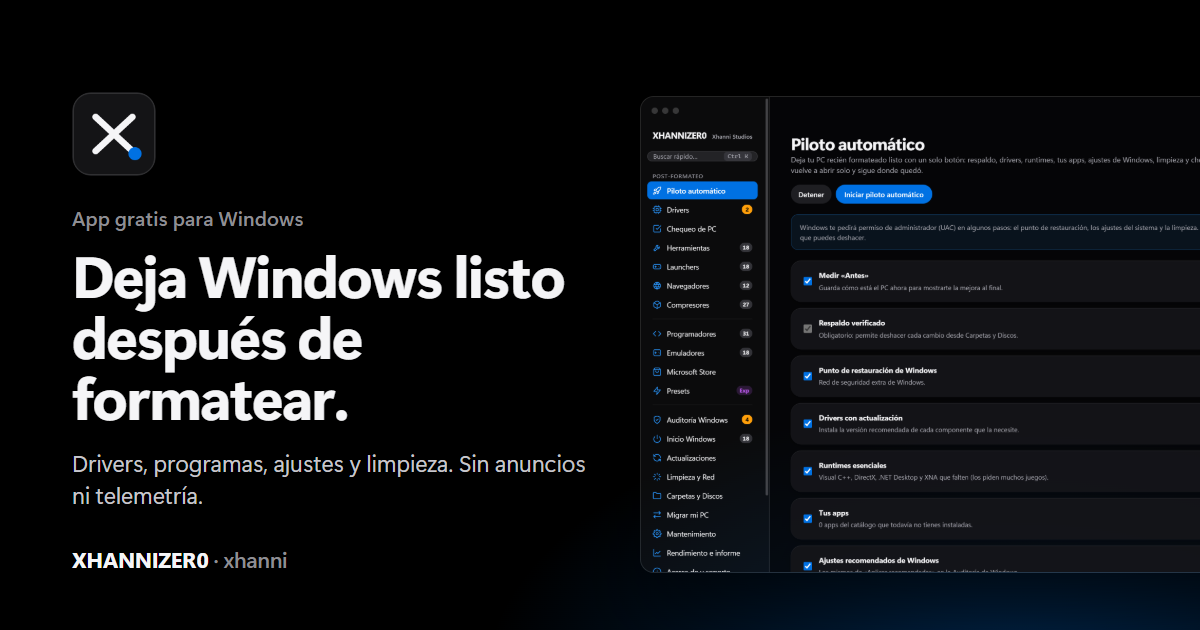 App gratis para Windows
Deja Windows listo
después de
formatear.
Drivers, programas, ajustes y limpieza. Sin anuncios
ni telemetría.
XHANNIZER0 · xhanni
XHANNIZER0 Xhanni Studios
Buscar rápido... Ctrl K
POST-FORMATEO
Piloto automático
Drivers 2
Chequeo de PC
Herramientas 18
Launchers 18
Navegadores 12
Compresores 27
Programadores 31
Emuladores 18
Microsoft Store
Presets Exp
Auditoría Windows 4
Inicio Windows 18
Actualizaciones
Limpieza y Red
Carpetas y Discos
Migrar mi PC
Mantenimiento
Rendimiento e informe
Piloto automático
Deja tu PC recién formateado listo con un solo botón: respaldo, drivers, runtimes, tus apps, ajustes de Windows, limpieza y
vuelve a abrir solo y sigue donde quedó.
Detener Iniciar piloto automático
Windows te pedirá permiso de administrador (UAC) en algunos pasos: el punto de restauración, los ajustes del sistema y la limpieza.
que puedes deshacer.
Medir «Antes»
Guarda cómo está el PC ahora para mostrarte la mejora al final.
Respaldo verificado
Obligatorio: permite deshacer cada cambio desde Carpetas y Discos.
Punto de restauración de Windows
Red de seguridad extra de Windows.
Drivers con actualización
Instala la versión recomendada de cada componente que la necesite.
Runtimes esenciales
Visual C++, DirectX, .NET Desktop y XNA que falten (los piden muchos juegos).
Tus apps
0 apps del catálogo que todavía no tienes instaladas.
Ajustes recomendados de Windows